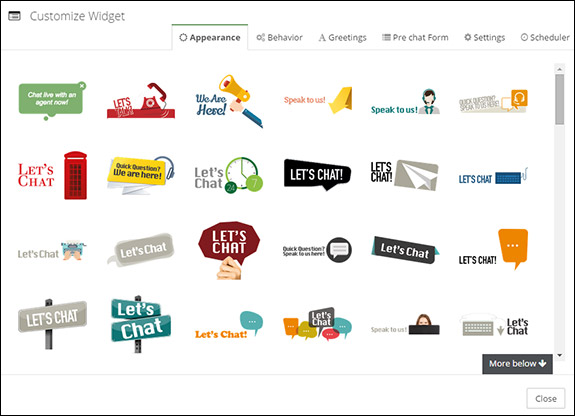 Customize Widget
Appearance
Behavior
Greetings
Pre chat Form
Settings
Scheduler
Chat live with an
agent now!
LET'S
TALK!
We Are
Here!
Speak to us!
Speak to us!
QUICK QUESTION?
SPEAK TO US HERE!
LET'S
CHAT
Quick Question?
We are here!
Let's
Chat
24
7
LET'S CHAT!
LET'S
CHAT!
LET'S CHAT
Let's Chat
Let's Chat
LET'S
CHAT
Quick Question?
Speak to us here!
Let's Chat
LET'S CHAT!
LET'S CHAT
Let's
Chat
Let's Chat!
Let's
Chat
Speak to us!
Let's
Chat
More below
Close